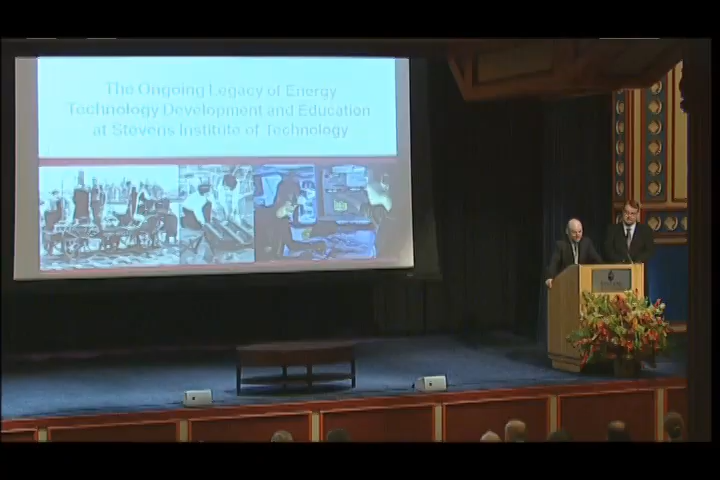 The Ongoing Legacy of Energy
Technology Development and Education
at Stevens Institute of Technology